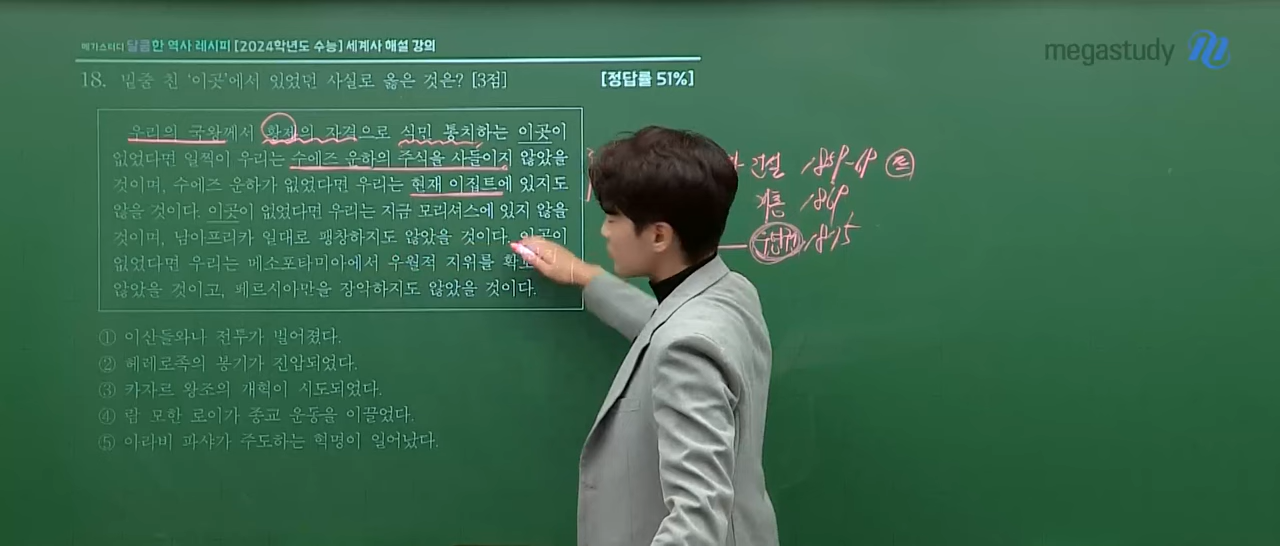 메가스터디 달콤한 역사 레시피 [2024학년도 수능] 세계사 해설 강의
megastudy
18. 밑줄 친 '이곳'에서 있었던 사실로 옳은 것은? [3점]
[정답률 51%]
우리의 국왕께서 황제의 자격으로 식민 통치하는 이곳이
없었다면 일찍이 우리는 수에즈 운하의 주식을 사들이지 않았을
것이며, 수에즈 운하가 없었다면 우리는 현재 이집트에 있지도
않을 것이다. 이곳이 없었다면 우리는 지금 모리셔스에 있지 않을
것이며, 남아프리카 일대로 팽창하지도 않았을 것이다. 이곳이
없었다면 우리는 메소포타미아에서 우월적 지위를
않았을 것이고, 페르시아만을 장악하지도 않았을 것이다.
① 이산들와나 전투가 벌어졌다.
② 헤레로족의 봉기가 진압되었다.
③ 카자르 왕조의 개혁이 시도되었다.
④ 람 모한 로이가 종교 운동을 이끌었다.
⑤ 아라비 파샤가 주도하는 혁명이 일어났다.
건설 1859-69 프
개통 1869
1875